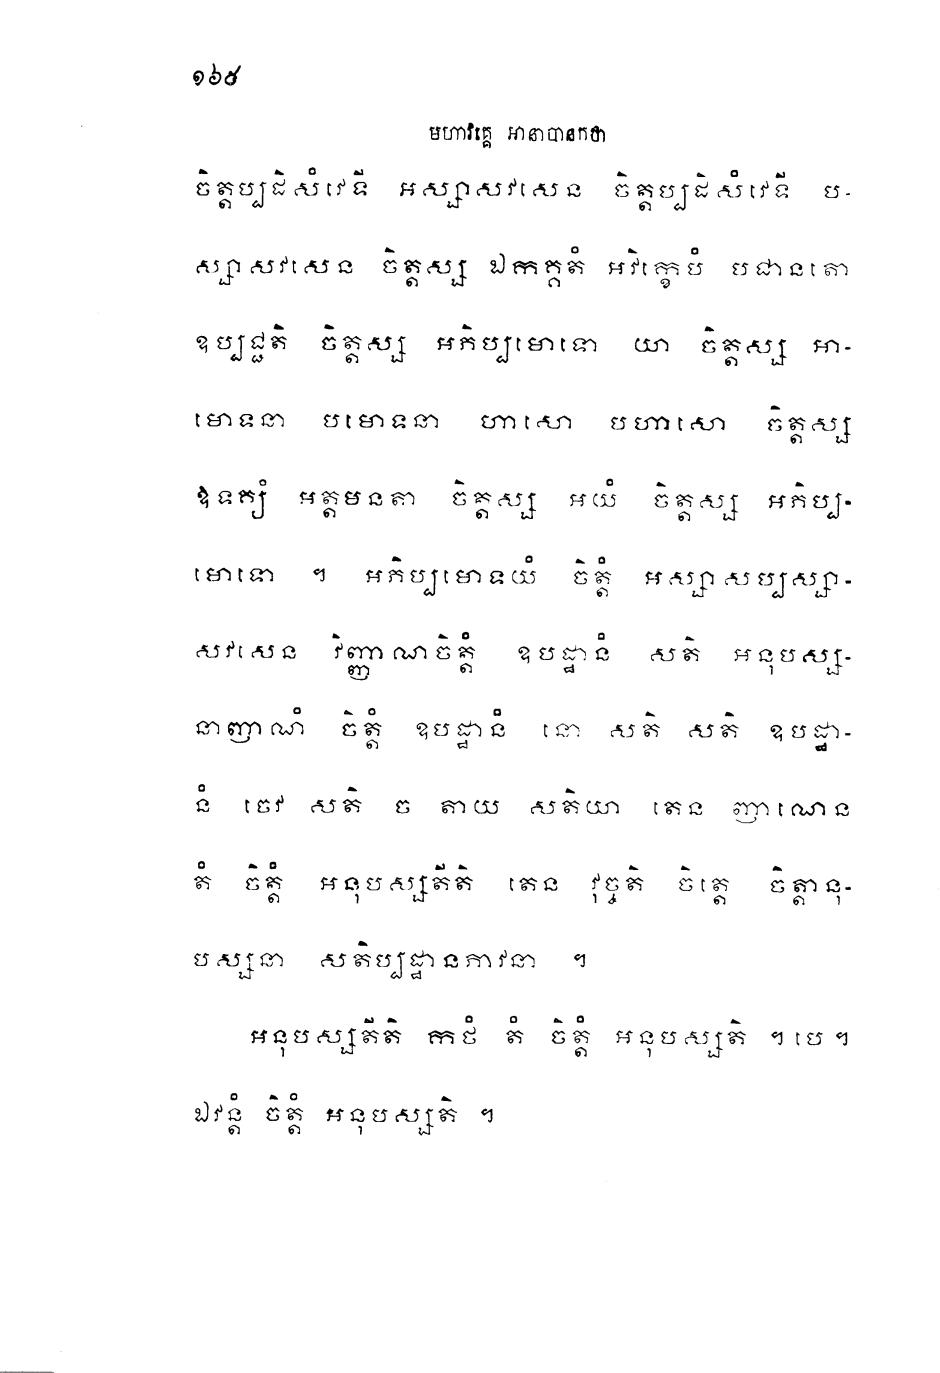 ១៦៥
មហាវគ្គេ អានាបានកថា
ចិត្តប្បដិសំវេទី អស្សាសវសេន ចិត្តប្បដិសំវេទី ប-
ស្សាសវសេន ចិត្តស្ស ឯកគ្គតំ អវិក្ខេបំ បជានតោ
ឧប្បជ្ជតិ ចិត្តស្ស អភិប្បមោទោ យា ចិត្តស្ស អា-
មោទនា បមោទនា ហាសោ បហាសោ ចិត្តស្ស
ឱទក្យំ អត្តមនតា ចិត្តស្ស អយំ ចិត្តស្ស អភិប្ប-
មោទោ ។ អភិប្បមោទយំ ចិត្តំ អស្សាសប្បស្សា-
សវសេន វិញ្ញាណចិត្តំ ឧបដ្ឋានំ សតិ អនុបស្ស-
នាញាណំ ចិត្តំ ឧបដ្ឋានំ នោ សតិ សតិ ឧបដ្ឋា-
នំ ចេវ សតិ ច តាយ សតិយា តេន ញាណេន
តំ ចិត្តំ អនុបស្សតីតិ តេន វុច្ចតិ ចិត្តេ ចិត្តានុ-
បស្សនា សតិប្បដ្ឋានភាវនា ។
អនុបស្សតីតិ កថំ តំ ចិត្តំ អនុបស្សតិ ។ បេ ។
ឯវន្តំ ចិត្តំ អនុបស្សតិ ។